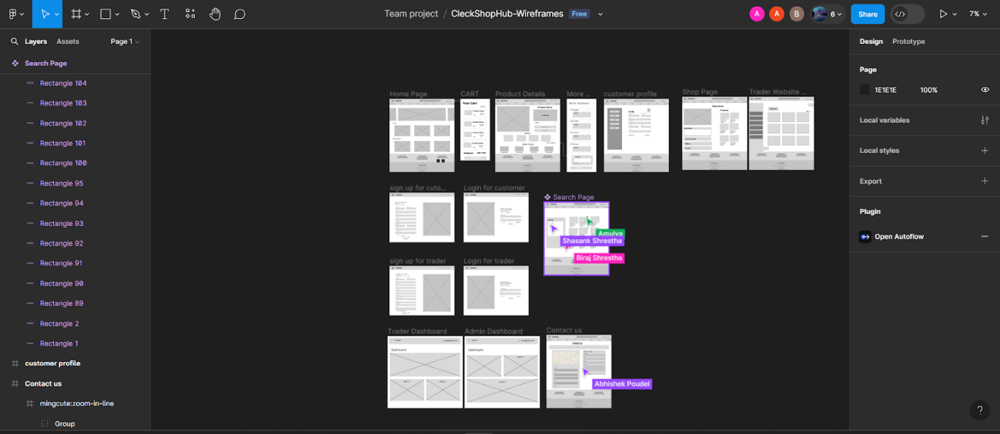 Team project / CleckShopHub-Wireframes Free
A A B 6 Share 7%
Layers Assets Page 1
Search Page
Rectangle 104
Rectangle 103
Rectangle 102
Rectangle 101
Rectangle 100
Rectangle 95
Rectangle 94
Rectangle 93
Rectangle 92
Rectangle 91
Rectangle 90
Rectangle 89
Rectangle 2
Rectangle 1
customer profile
Contact us
mingcute:zoom-in-line
Group
Home Page CART Product Details More ... customer profile Shop Page Trader Website ...
Your Cart
sign up for cuto... Login for customer
Search Page
Amulya
Shasank Shrestha
Biraj Shrestha
sign up for trader Login for trader
Trader Dashboard Admin Dashboard Contact us
Dashboard Dashboard
Abhishek Poudel
Design Prototype
Page
1E1E1E 100%
Local variables
Local styles
Export
Plugin
Open Autoflow
?